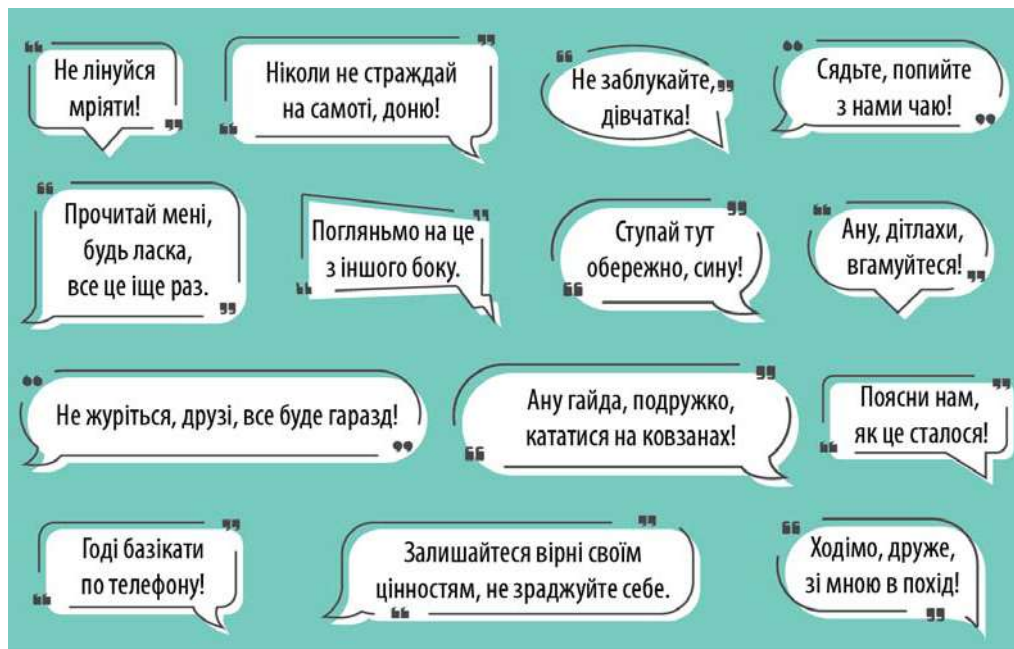 Не лінуйся
мріяти!
Ніколи не страждай
на самоті, доню!
Не заблукайте,
дівчатка!
Сядьте, попийте
з нами чаю!
Прочитай мені,
будь ласка,
все це іще раз.
Погляньмо на це
з іншого боку.
Ступай тут
обережно, сину!
Ану, дітлахи,
вгамуйтеся!
Не журіться, друзі, все буде гаразд!
Ану гайда, подружко,
кататися на ковзанах!
Поясни нам,
як це сталося!
Годі базікати
по телефону!
Залишайтеся вірні своїм
цінностям, не зраджуйте себе.
Ходімо, друже,
зі мною в похід!